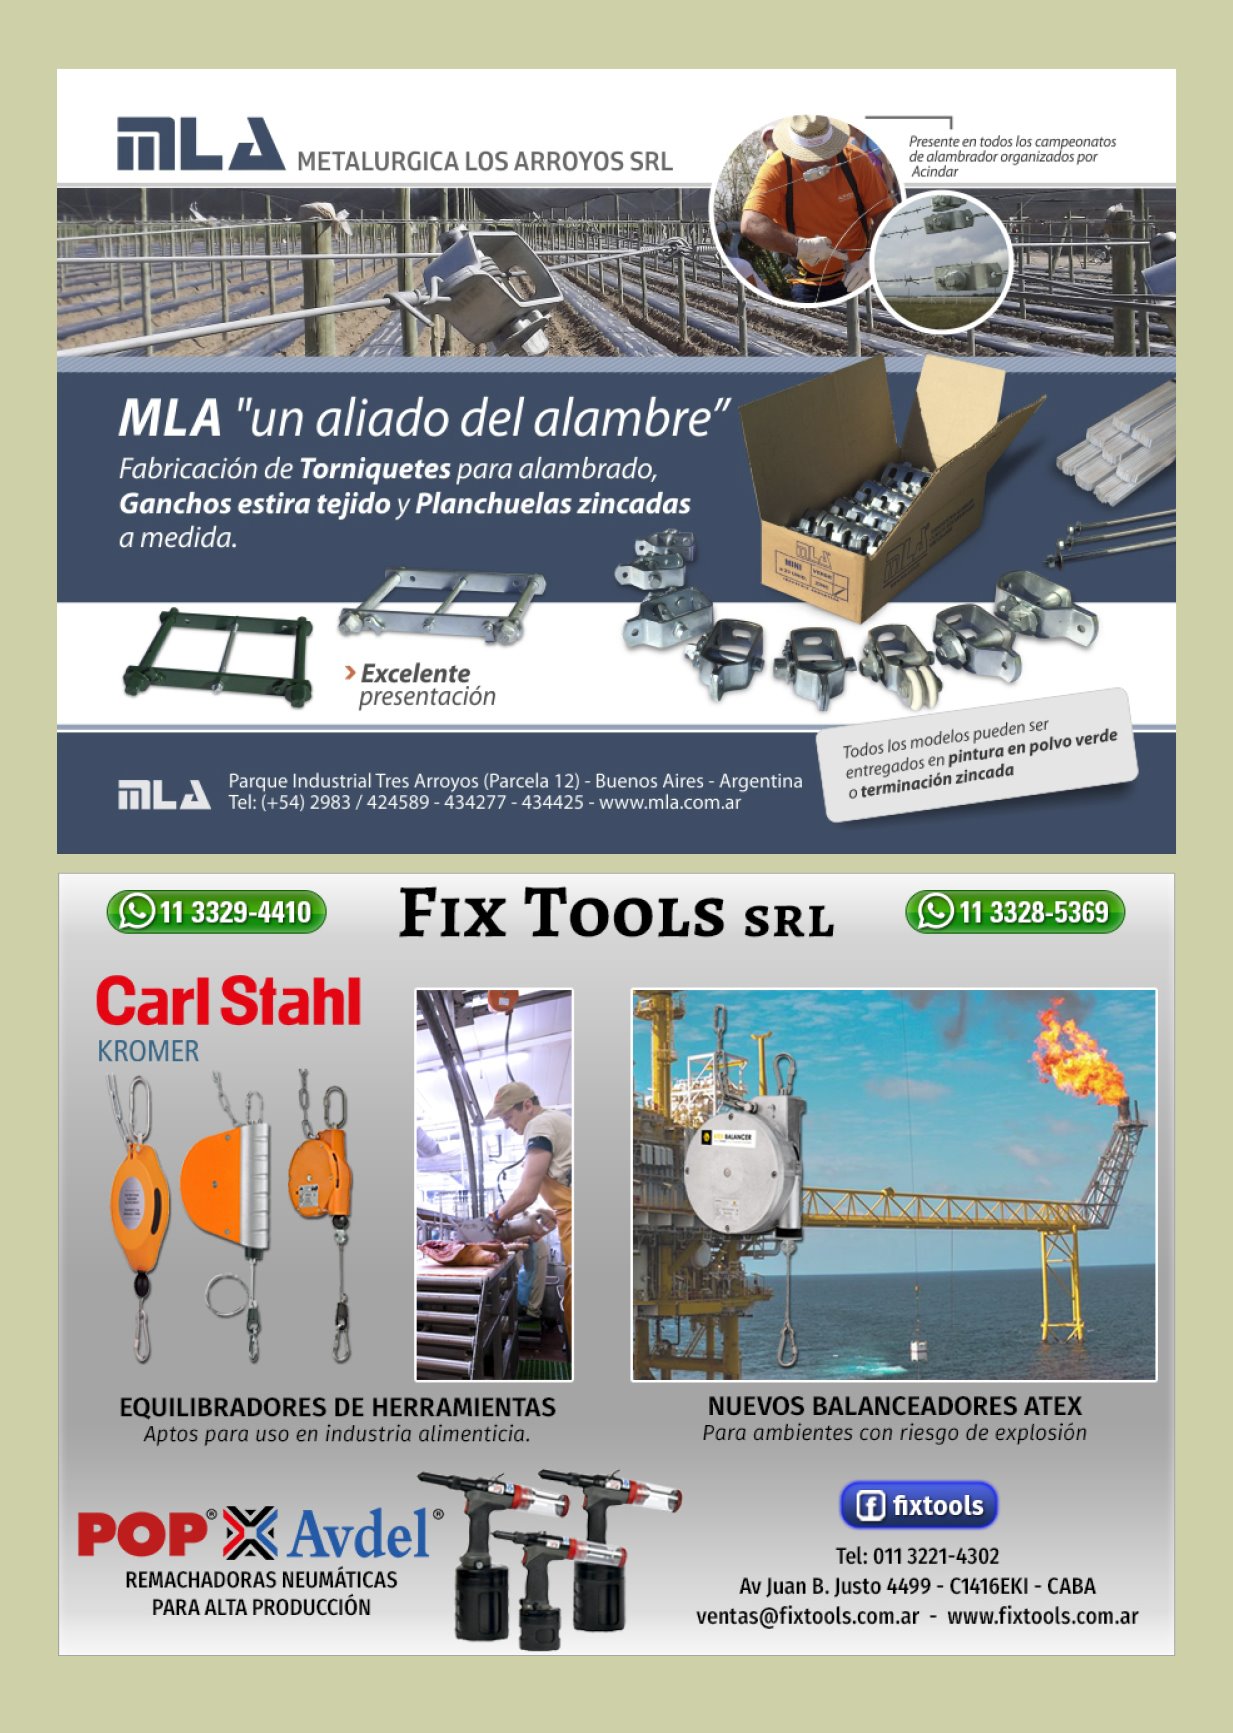 MLA METALURGICA LOS ARROYOS SRL
Presente en todos los campeonatos
de alambrador organizados por
Acindar
MLA "un aliado del alambre”
Fabricación de Torniquetes para alambrado,
Ganchos estira tejido y Planchuelas zincadas
a medida.
MLA
MINI
VERDE
MLA
› Excelente
presentación
Todos los modelos pueden ser
entregados en pintura en polvo verde
o terminación zincada
MLA
Parque Industrial Tres Arroyos (Parcela 12) - Buenos Aires - Argentina
Tel: (+54) 2983 / 424589 - 434277 - 434425 - www.mla.com.ar
11 3329-4410
FIX TOOLS SRL
11 3328-5369
Carl Stahl
KROMER
BALANCER
EQUILIBRADORES DE HERRAMIENTAS
Aptos para uso en industria alimenticia.
NUEVOS BALANCEADORES ATEX
Para ambientes con riesgo de explosión
POP® Avdel®
REMACHADORAS NEUMÁTICAS
PARA ALTA PRODUCCIÓN
fixtools
Tel: 011 3221-4302
Av Juan B. Justo 4499 - C1416EKI - CABA
ventas@fixtools.com.ar - www.fixtools.com.ar